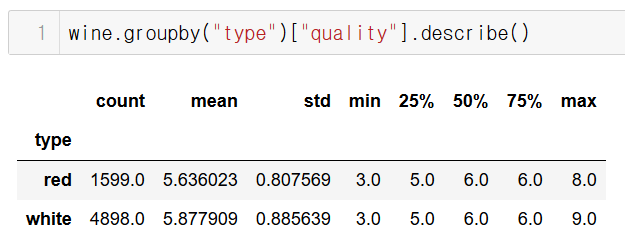 1 wine.groupby("type")["quality"].describe()
count mean std min 25% 50% 75% max
type
red 1599.0 5.636023 0.807569 3.0 5.0 6.0 6.0 8.0
white 4898.0 5.877909 0.885639 3.0 5.0 6.0 6.0 9.0